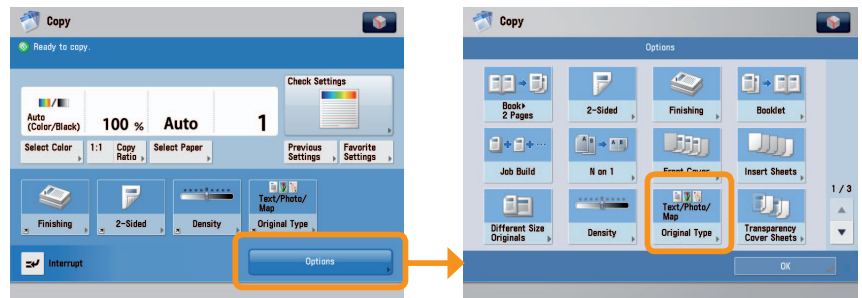 Copy
Ready to copy.
Check Settings
Auto
(Color/Black)
100 %
Auto
1
Select Color
1:1
Copy
Ratio
Select Paper
Previous
Settings
Favorite
Settings
Finishing
2-Sided
Density
Text/Photo/
Map
Original Type
Interrupt
Options
Copy
Options
Book
2 Pages
2-Sided
Finishing
Booklet
Job Build
N on 1
Front Cover
Insert Sheets
1 / 3
Different Size
Originals
Density
Text/Photo/
Map
Original Type
Transparency
Cover Sheets
OK